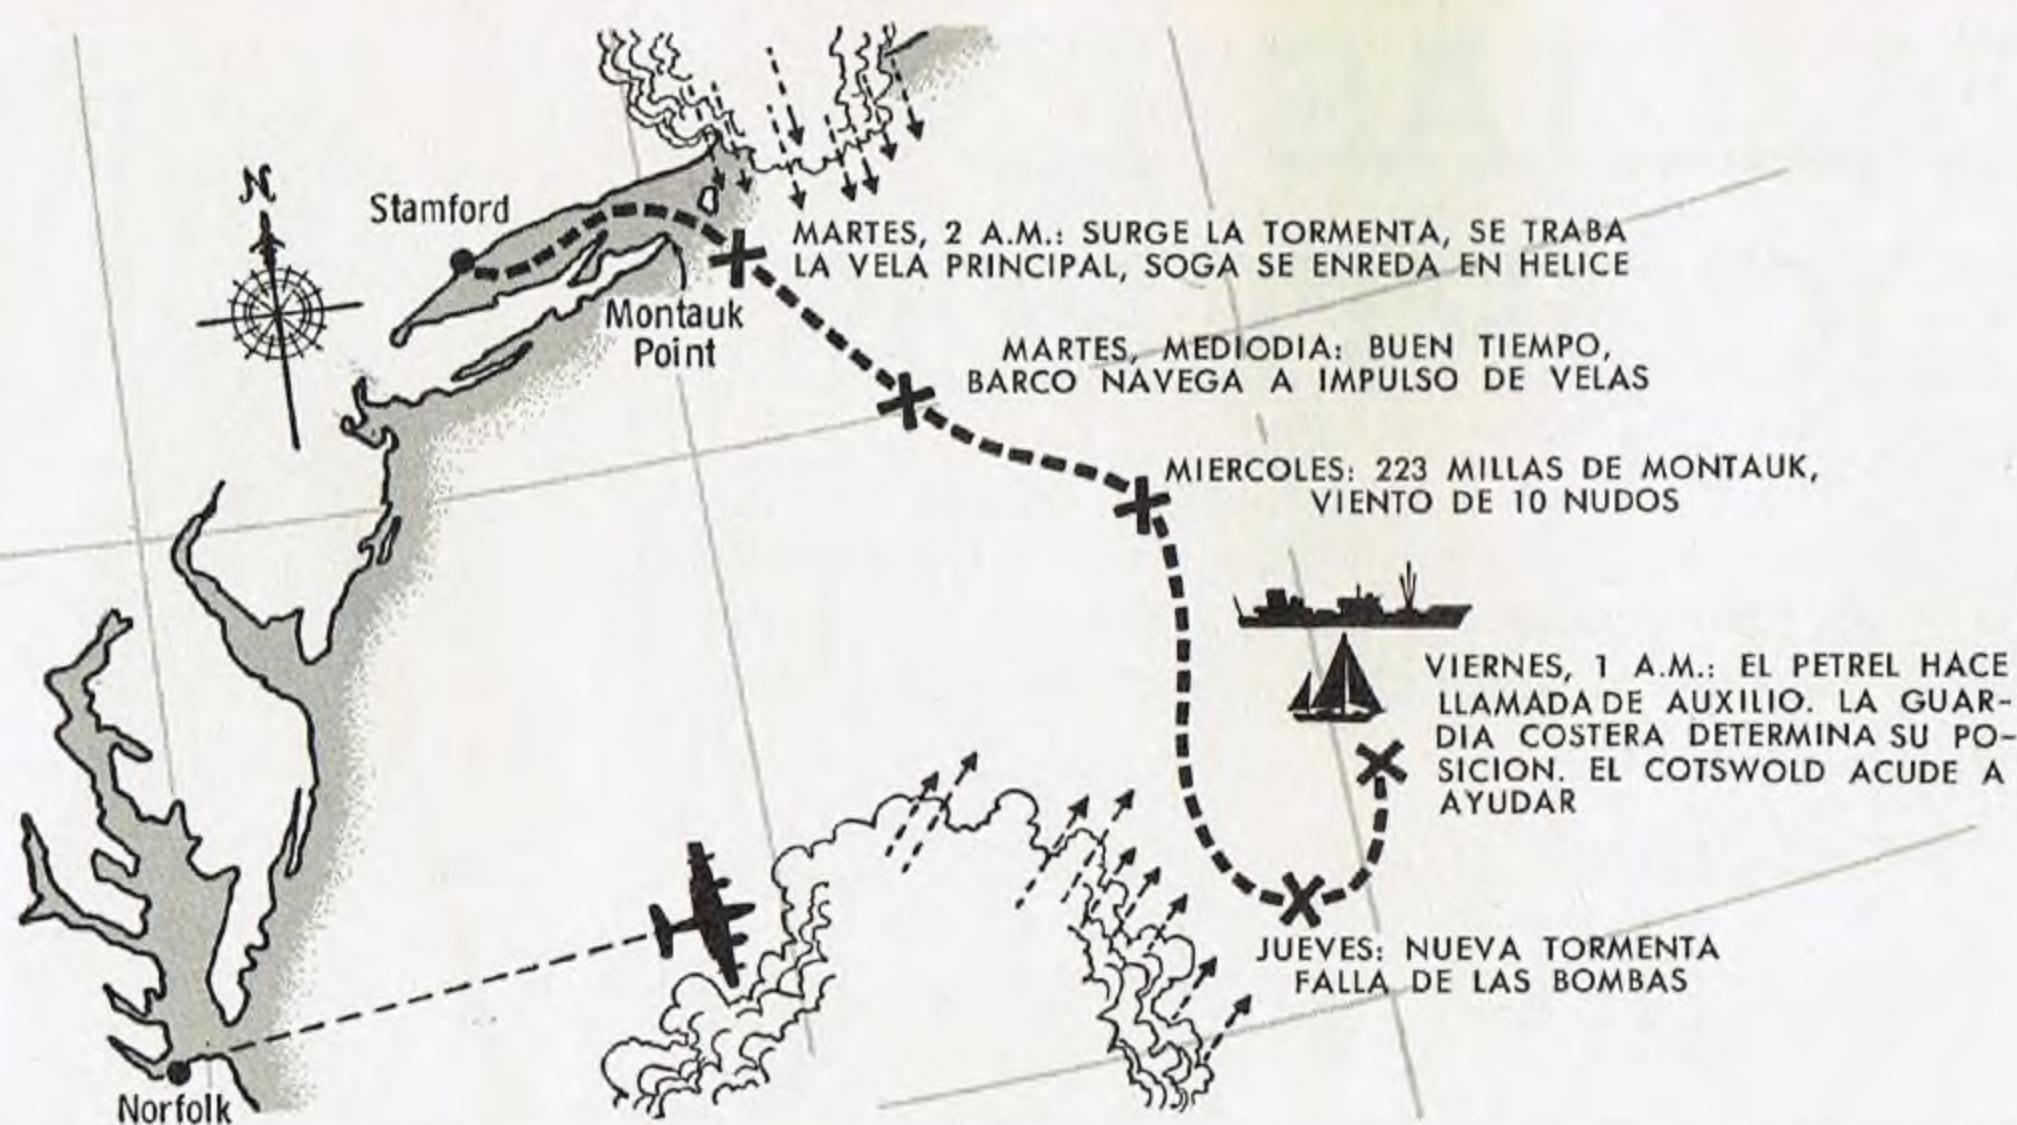 N
Stamford
MARTES, 2 A.M.: SURGE LA TORMENTA, SE TRABA
LA VELA PRINCIPAL, SOGA SE ENREDA EN HELICE
Montauk
Point
MARTES, MEDIODIA: BUEN TIEMPO,
BARCO NAVEGA A IMPULSO DE VELAS
MIERCOLES: 223 MILLAS DE MONTAUK,
VIENTO DE 10 NUDOS
VIERNES, 1 A.M.: EL PETREL HACE
LLAMADA DE AUXILIO. LA GUAR-
DIA COSTERA DETERMINA SU PO-
SICION. EL COTSWOLD ACUDE A
AYUDAR
JUEVES: NUEVA TORMENTA
FALLA DE LAS BOMBAS
Norfolk